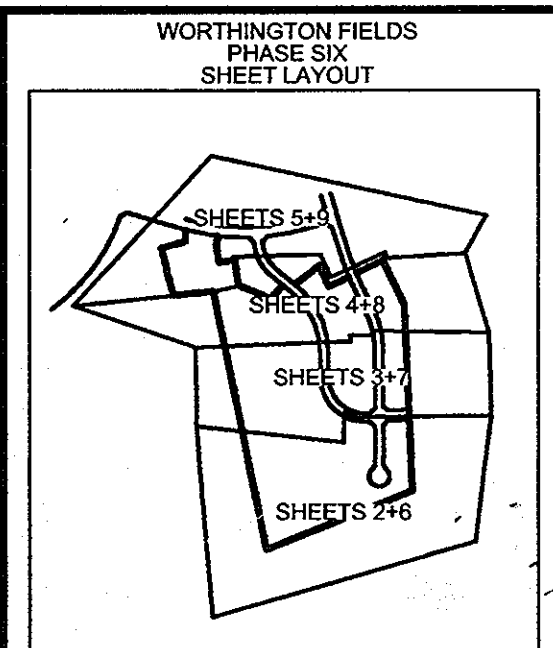 WORTHINGTON FIELDS
PHASE SIX
SHEET LAYOUT
SHEETS 5+9
SHEETS 4+8
SHEETS 3+7
SHEETS 2+6